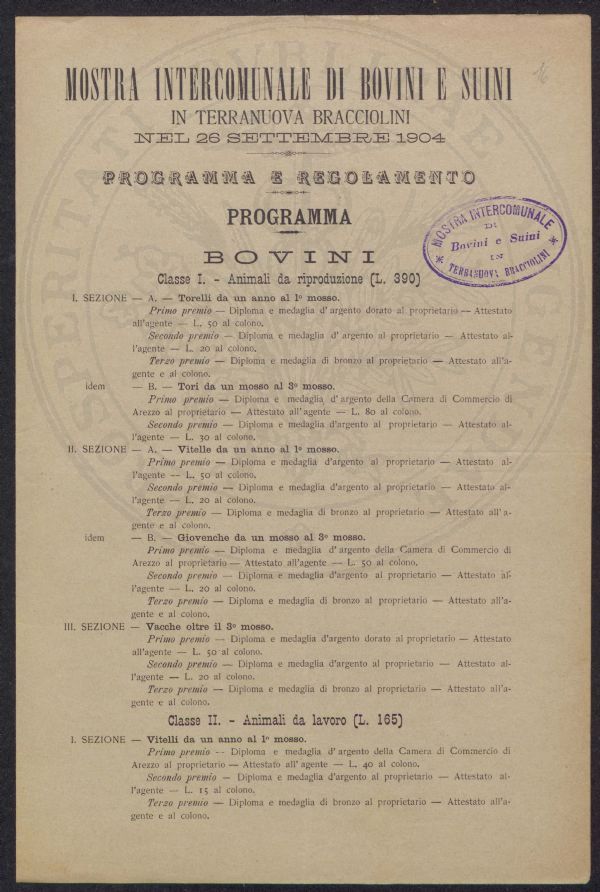 16
MOSTRA INTERCOMUNALE DI BOVINI E SUINI
IN TERRANUOVA BRACCIOLINI
NEL 26 SETTEMBRE 1904
PROGRAMMA E REGOLAMENTO
PROGRAMMA
MOSTRA INTERCOMUNALE
DI
Bovini e Suini
IN
* TERRANUOVA BRACCIOLINI *
BOVINI
Classe I. - Animali da riproduzione (L. 390)
I. SEZIONE — A. — Torelli da un anno al 1º mosso.
Primo premio — Diploma e medaglia d'argento dorato al proprietario — Attestato
all'agente — L. 50 al colono.
Secondo premio — Diploma e medaglia d'argento al proprietario — Attestato al-
l'agente — L. 20 al colono.
Terzo premio — Diploma e medaglia di bronzo al proprietario — Attestato all'a-
gente e al colono.
idem — B. — Tori da un mosso al 3º mosso.
Primo premio — Diploma e medaglia d'argento della Camera di Commercio di
Arezzo al proprietario — Attestato all'agente — L. 80 al colono.
Secondo premio — Diploma e medaglia d'argento al proprietario — Attestato al-
l'agente — L. 30 al colono.
II. SEZIONE — A. — Vitelle da un anno al 1º mosso.
Primo premio — Diploma e medaglia d'argento al proprietario — Attestato al-
l'agente — L. 50 al colono.
Secondo premio — Diploma e medaglia d'argento al proprietario — Attestato al-
l'agente — L. 20 al colono.
Terzo premio — Diploma e medaglia di bronzo al proprietario — Attestato all'a-
gente e al colono.
idem — B. — Giovenche da un mosso al 3º mosso.
Primo premio — Diploma e medaglia d'argento della Camera di Commercio di
Arezzo al proprietario — Attestato all'agente — L. 50 al colono.
Secondo premio — Diploma e medaglia d'argento al proprietario — Attestato al-
l'agente — L. 20 al colono.
Terzo premio — Diploma e medaglia di bronzo al proprietario — Attestato all'a-
gente e al colono.
III. SEZIONE — Vacche oltre il 3º mosso.
Primo premio — Diploma e medaglia d'argento dorato al proprietario — Attestato
all'agente — L. 50 al colono.
Secondo premio — Diploma e medaglia d'argento al proprietario — Attestato al-
l'agente — L. 20 al colono.
Terzo premio — Diploma e medaglia di bronzo al proprietario — Attestato all'a-
gente e al colono.
Classe II. - Animali da lavoro (L. 165)
I. SEZIONE — Vitelli da un anno al 1º mosso.
Primo premio — Diploma e medaglia d'argento della Camera di Commercio di
Arezzo al proprietario — Attestato all'agente — L. 40 al colono.
Secondo premio — Diploma e medaglia d'argento al proprietario — Attestato al-
l'agente — L. 15 al colono.
Terzo premio — Diploma e medaglia di bronzo al proprietario — Attestato all'a-
gente e al colono.